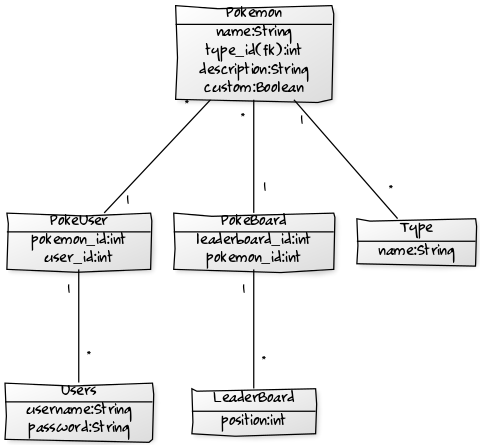 Pokemon
name:String
type_id(fk):int
description:String
custom:Boolean
*
*
1
1
1
*
PokeUser
pokemon_id:int
user_id:int
PokeBoard
leaderboard_id:int
pokemon_id:int
Type
name:String
1
1
*
*
Users
username:String
password:String
LeaderBoard
position:int